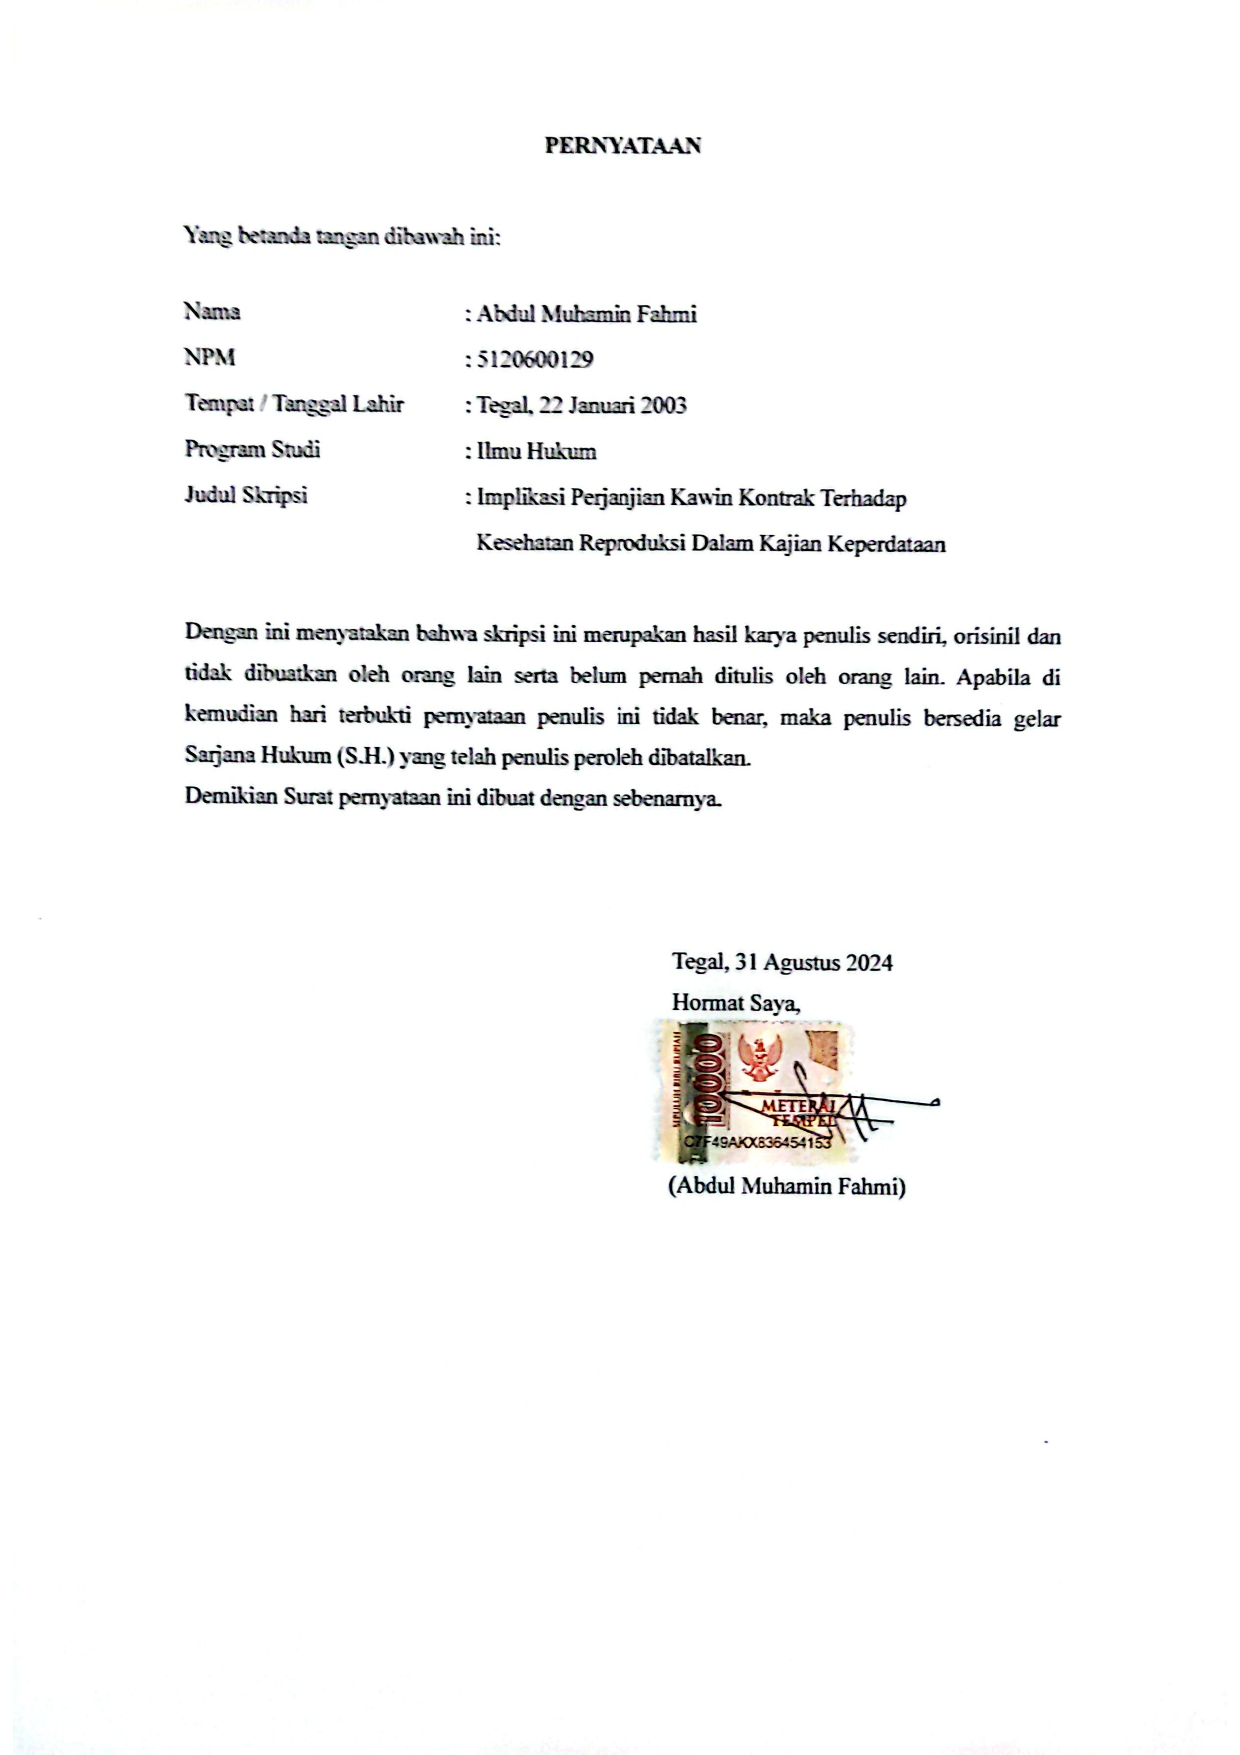 PERNYATAAN
Yang betanda tangan dibawah ini:
Nama : Abdul Muhamin Fahmi
NPM : 5120600129
Tempat / Tanggal Lahir : Tegal, 22 Januari 2003
Program Studi : Ilmu Hukum
Judul Skripsi : Implikasi Perjanjian Kawin Kontrak Terhadap
Kesehatan Reproduksi Dalam Kajian Keperdataan
Dengan ini menyatakan bahwa skripsi ini merupakan hasil karya penulis sendiri, orisinil dan
tidak dibuatkan oleh orang lain serta belum pernah ditulis oleh orang lain. Apabila di
kemudian hari terbukti pernyataan penulis ini tidak benar, maka penulis bersedia gelar
Sarjana Hukum (S.H.) yang telah penulis peroleh dibatalkan.
Demikian Surat pernyataan ini dibuat dengan sebenarnya.
Tegal, 31 Agustus 2024
Hormat Saya,
SEPULUH RIBU RUPIAH
10000
METERAI
TEMPEL
C7F49AKX836454153
(Abdul Muhamin Fahmi)